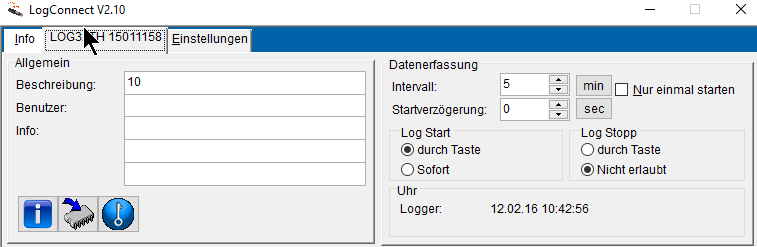 LogConnect V2.10
Info
15011158
Einstellungen
Allgemein
Beschreibung: 10
Benutzer:
Info:
Datenerfassung
Intervall: 5 min
Nur einmal starten
Startverzögerung: 0 sec
Log Start
durch Taste
Sofort
Log Stopp
durch Taste
Nicht erlaubt
Uhr
Logger: 12.02.16 10:42:56